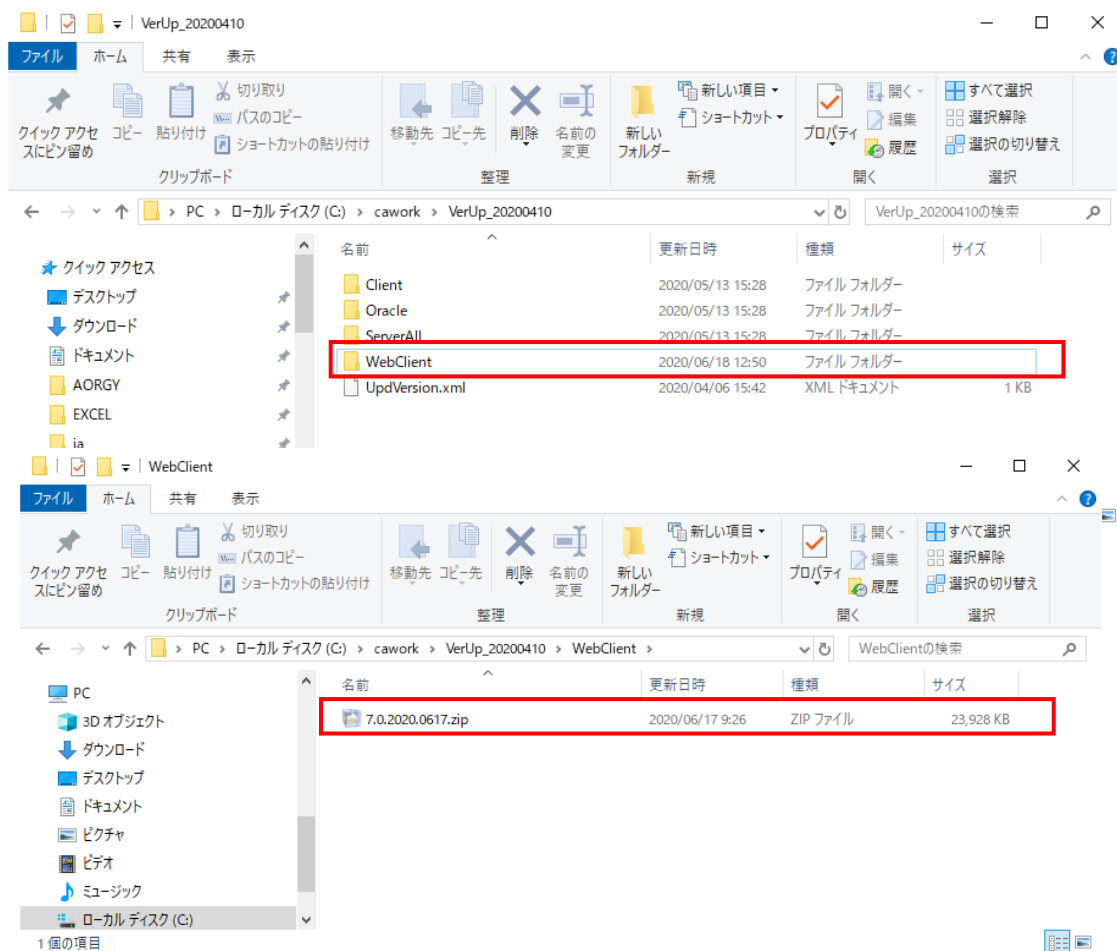 VerUp_20200410
ファイル ホーム 共有 表示
クイック アクセスにピン留め コピー 貼り付け 切り取り パスのコピー ショートカットの貼り付け 移動先 コピー先 削除 名前の変更 新しいフォルダー 新しい項目 ショートカット プロパティ 開く 編集 履歴 すべて選択 選択解除 選択の切り替え
クリップボード 整理 新規 開く 選択
PC › ローカル ディスク (C:) › cawork › VerUp_20200410 VerUp_20200410の検索
名前 更新日時 種類 サイズ
クイック アクセス
デスクトップ
ダウンロード
ドキュメント
AORGY
EXCEL
ja
Client 2020/05/13 15:28 ファイル フォルダー
Oracle 2020/05/13 15:28 ファイル フォルダー
ServerAll 2020/05/13 15:28 ファイル フォルダー
WebClient 2020/06/18 12:50 ファイル フォルダー
UpdVersion.xml 2020/04/06 15:42 XML ドキュメント 1 KB
WebClient
ファイル ホーム 共有 表示
クイック アクセスにピン留め コピー 貼り付け 切り取り パスのコピー ショートカットの貼り付け 移動先 コピー先 削除 名前の変更 新しいフォルダー 新しい項目 ショートカット プロパティ 開く 編集 履歴 すべて選択 選択解除 選択の切り替え
クリップボード 整理 新規 開く 選択
PC › ローカル ディスク (C:) › cawork › VerUp_20200410 › WebClient › WebClientの検索
名前 更新日時 種類 サイズ
PC
3D オブジェクト
ダウンロード
デスクトップ
ドキュメント
ピクチャ
ビデオ
ミュージック
ローカル ディスク (C:)
7.0.2020.0617.zip 2020/06/17 9:26 ZIP ファイル 23,928 KB
1 個の項目